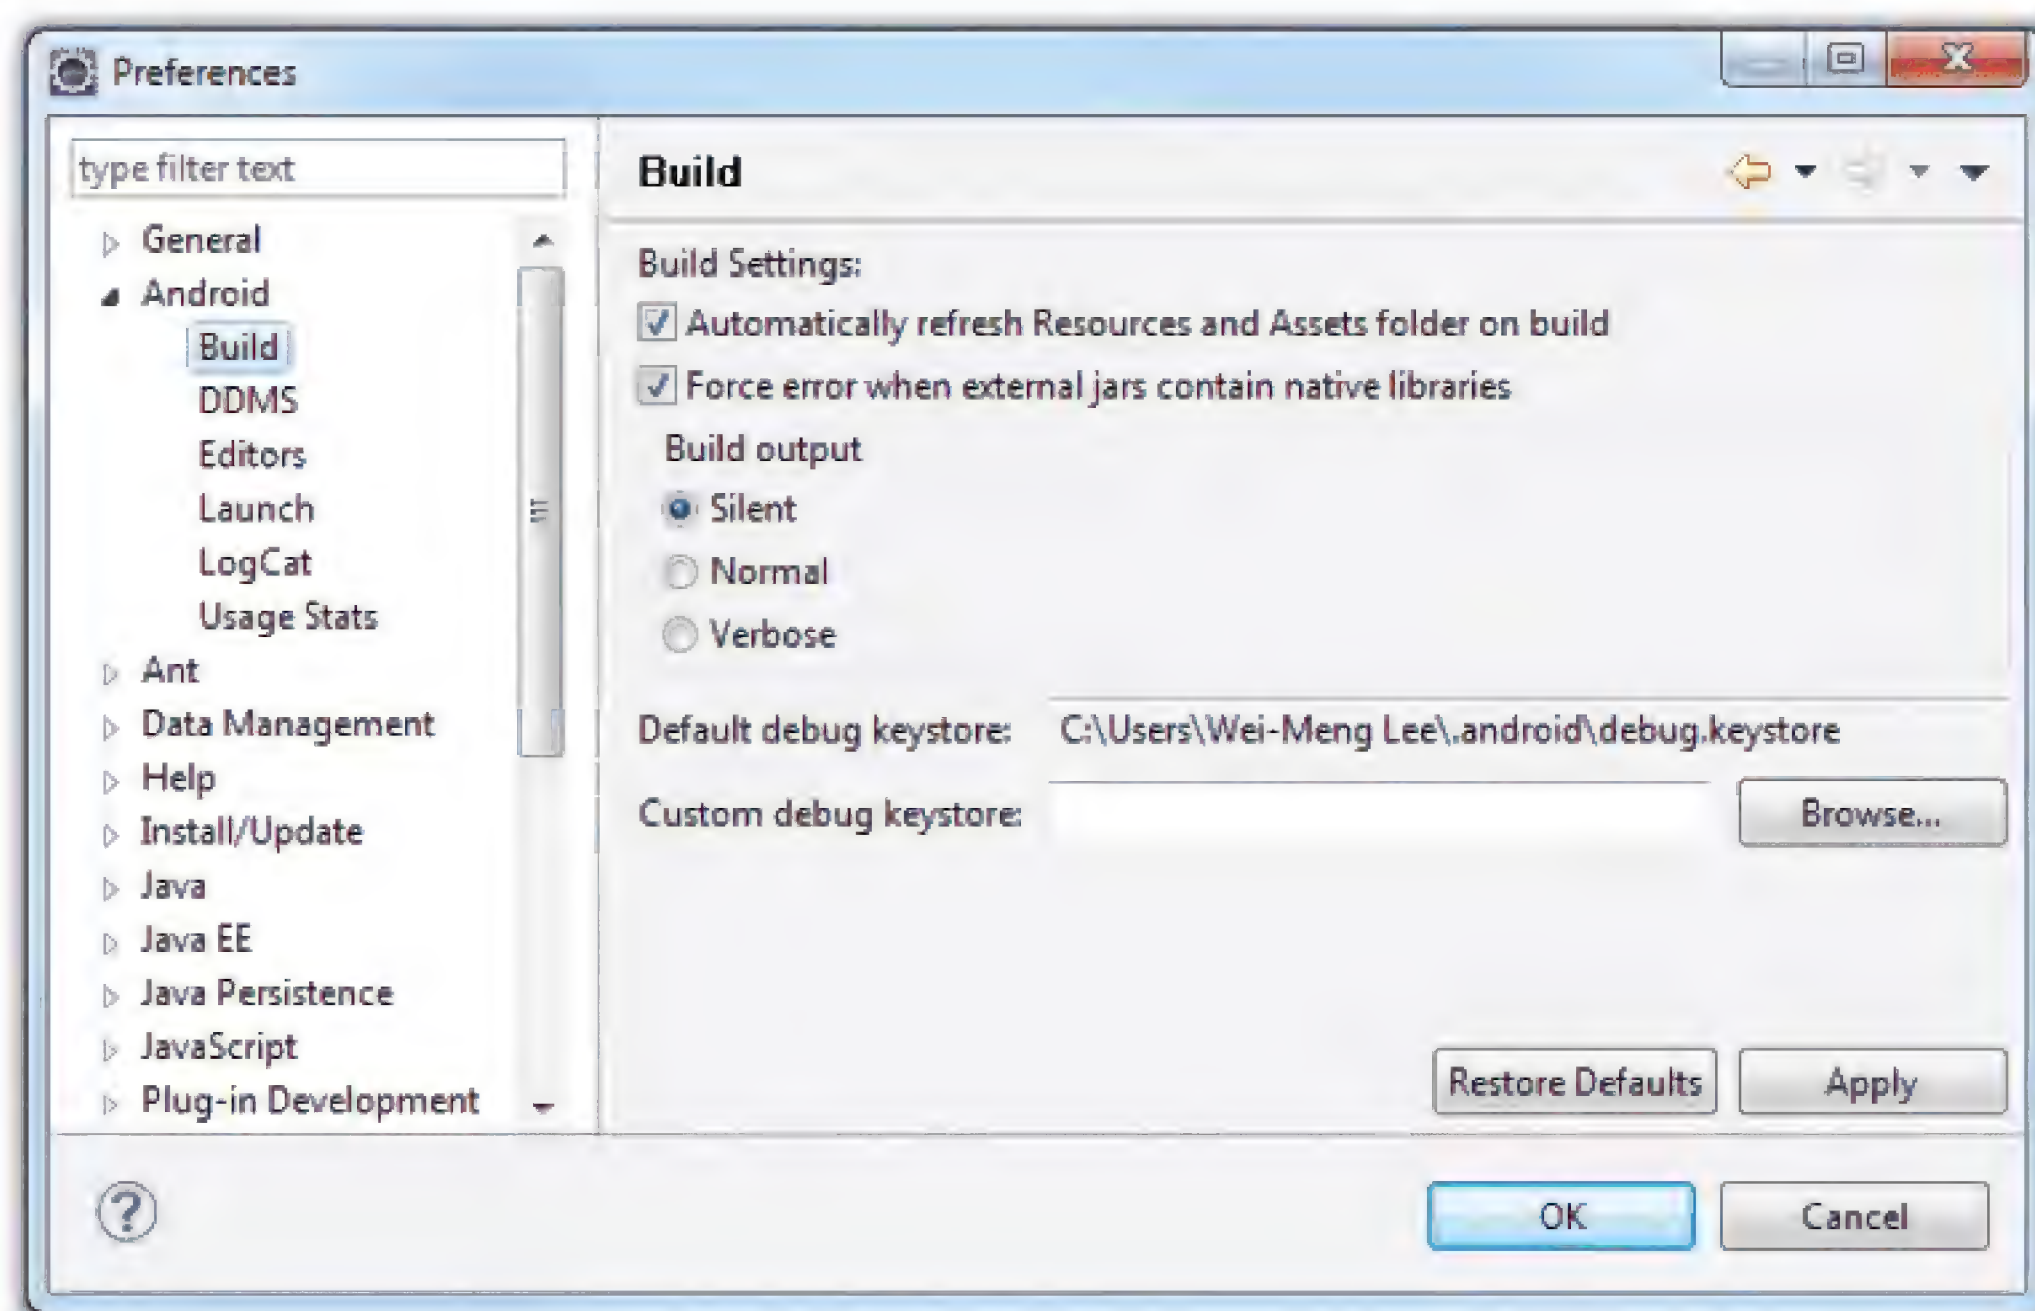 Preferences
type filter text
General
Android
Build
DDMS
Editors
Launch
LogCat
Usage Stats
Ant
Data Management
Help
Install/Update
Java
Java EE
Java Persistence
JavaScript
Plug-in Development
Build
Build Settings:
Automatically refresh Resources and Assets folder on build
Force error when external jars contain native libraries
Build output
Silent
Normal
Verbose
Default debug keystore: C:\Users\Wei-Meng Lee\.android\debug.keystore
Custom debug keystore: Browse...
Restore Defaults Apply
? OK Cancel